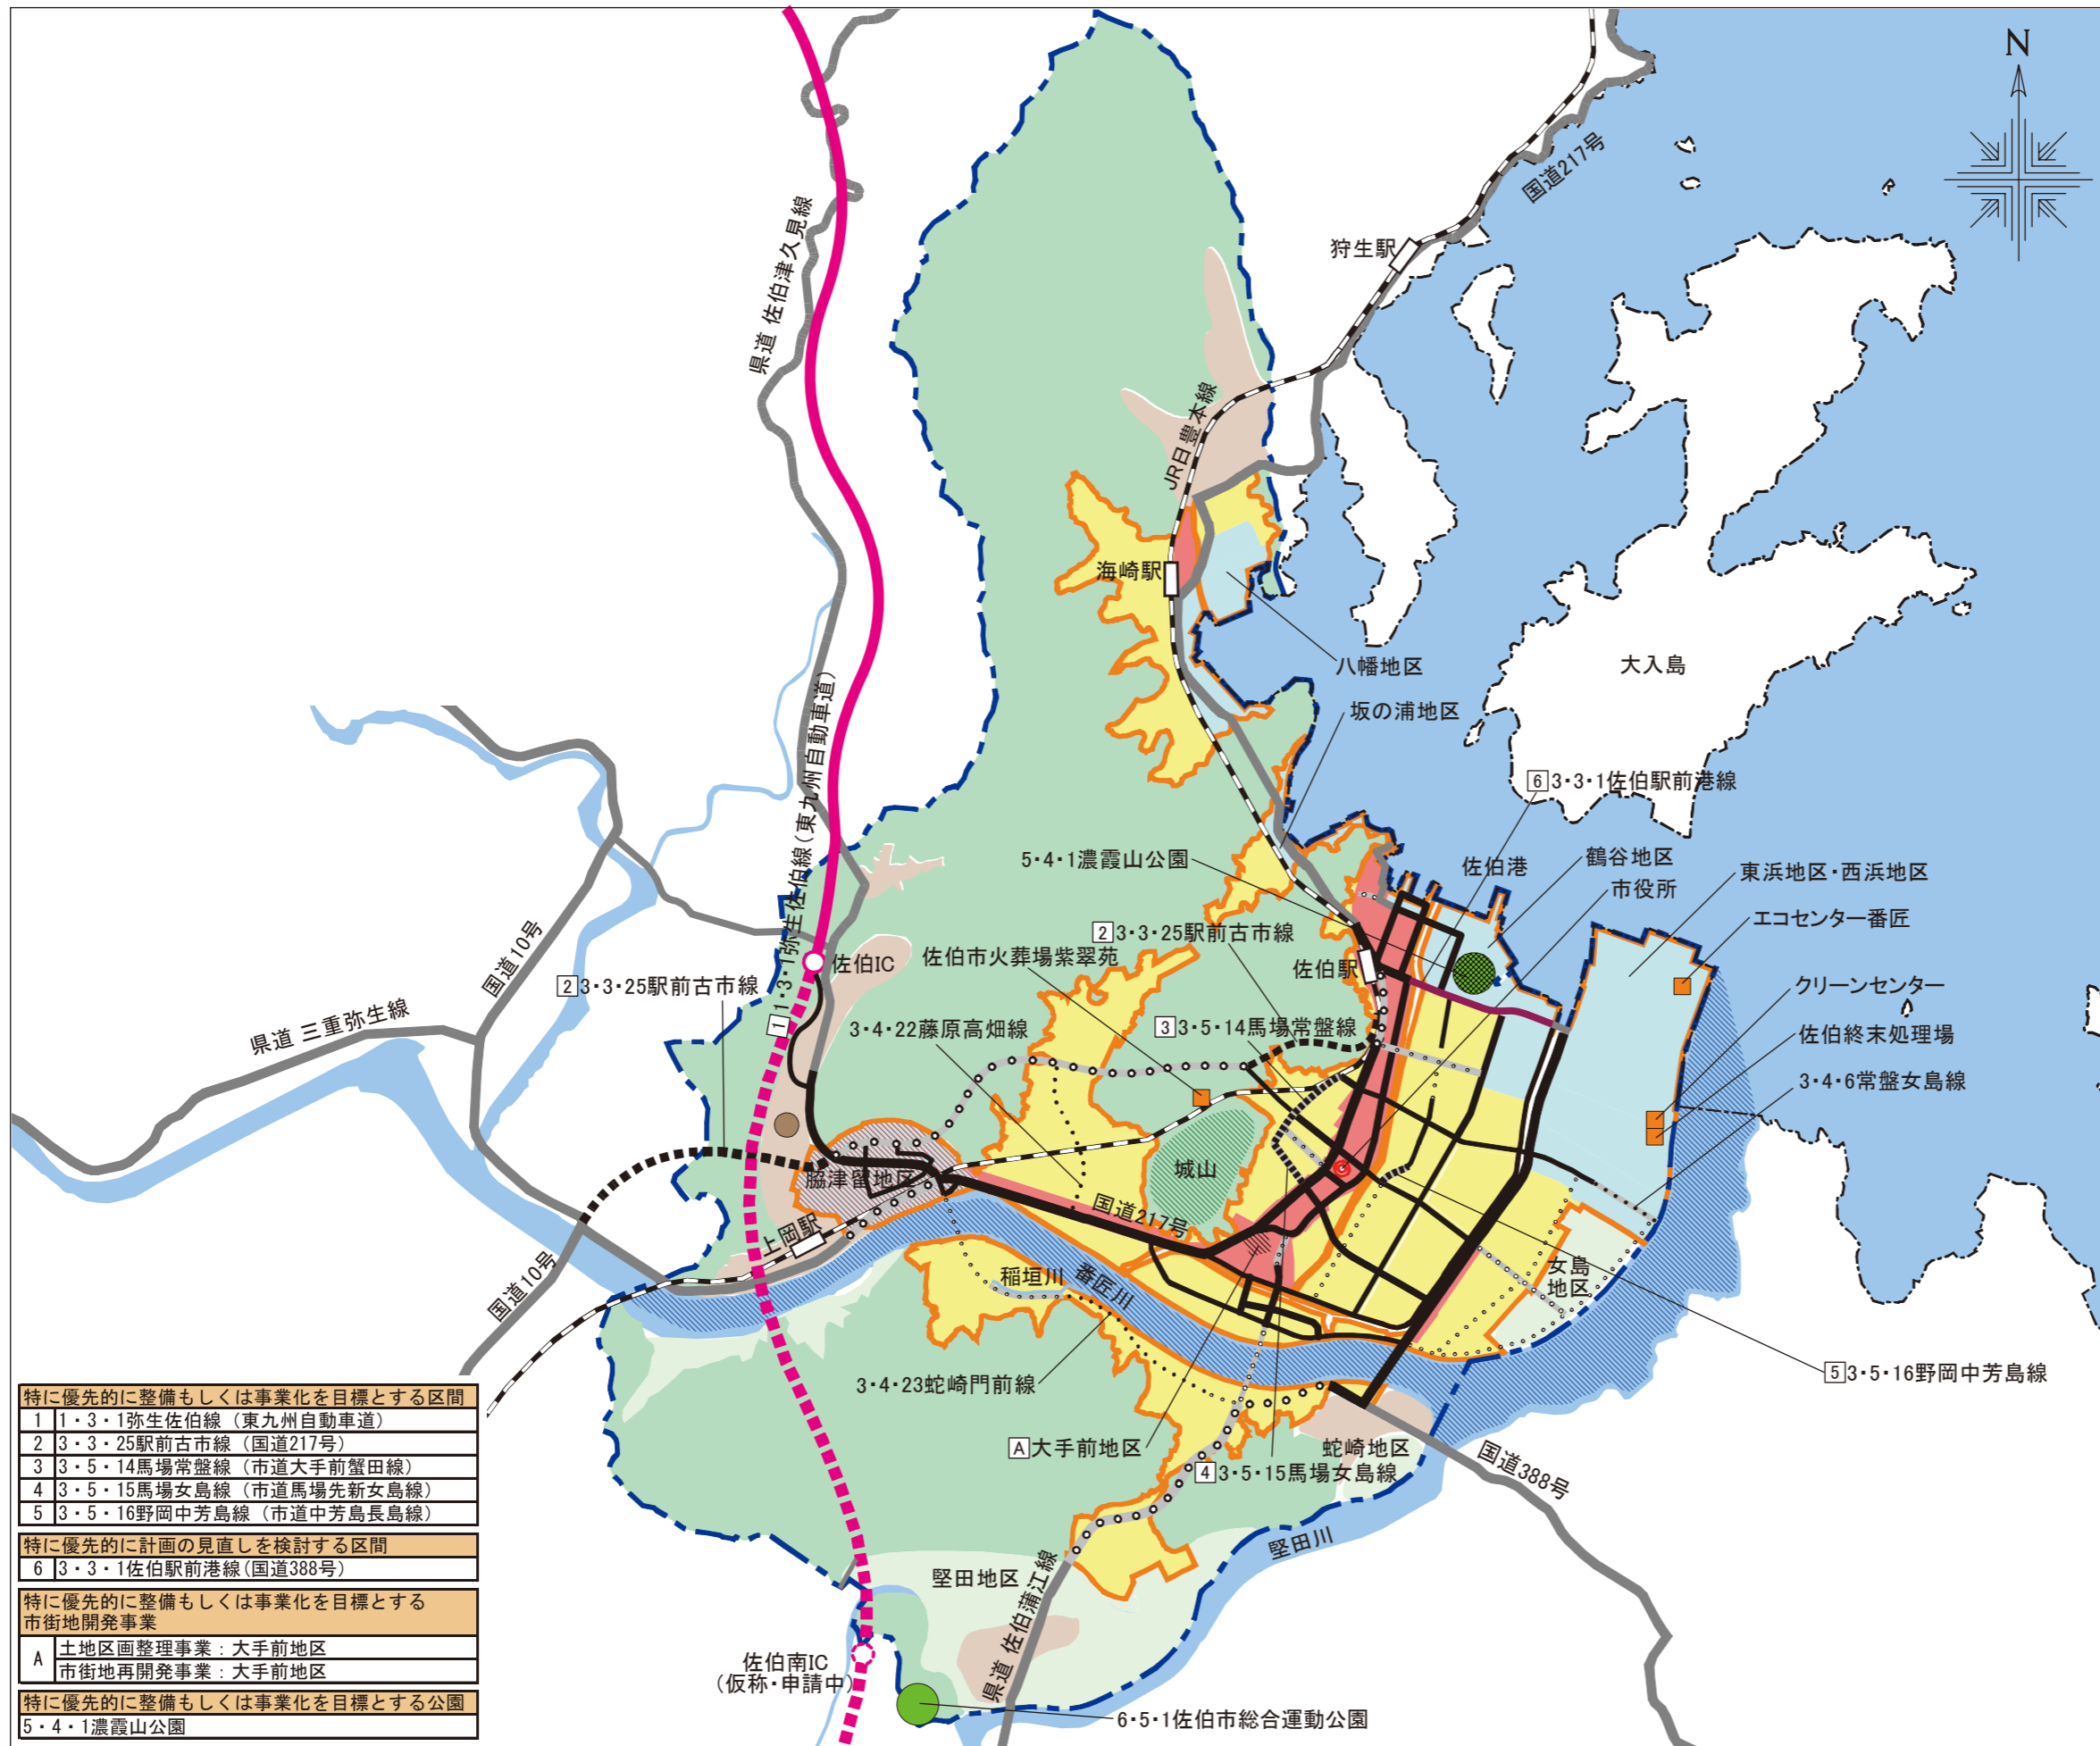 N
国道217号
県道 佐伯津久見線
狩生駅
JR日豊本線
海崎駅
八幡地区
大入島
坂の浦地区
6 3・3・1佐伯駅前港線
1 1・3・1弥生佐伯線(東九州自動車道)
5・4・1濃霞山公園
佐伯港
鶴谷地区
市役所
東浜地区・西浜地区
エコセンター番匠
2 3・3・25駅前古市線
佐伯市火葬場紫翠苑
佐伯駅
佐伯IC
国道10号
2 3・3・25駅前古市線
クリーンセンター
県道 三重弥生線
3・4・22藤原高畑線
3 3・5・14馬場常盤線
佐伯終末処理場
3・4・6常盤女島線
城山
脇津留地区
国道217号
上岡駅
国道10号
稲垣川
番匠川
女島
地区
3・4・23蛇崎門前線
5 3・5・16野岡中芳島線
A 大手前地区
蛇崎地区
4 3・5・15馬場女島線
国道388号
堅田川
堅田地区
県道 佐伯蒲江線
佐伯南IC
(仮称・申請中)
6・5・1佐伯市総合運動公園
特に優先的に整備もしくは事業化を目標とする区間
1 1・3・1弥生佐伯線(東九州自動車道)
2 3・3・25駅前古市線(国道217号)
3 3・5・14馬場常盤線(市道大手前蟹田線)
4 3・5・15馬場女島線(市道馬場先新女島線)
5 3・5・16野岡中芳島線(市道中芳島長島線)
特に優先的に計画の見直しを検討する区間
6 3・3・1佐伯駅前港線(国道388号)
特に優先的に整備もしくは事業化を目標とする
市街地開発事業
A 土地区画整理事業:大手前地区
市街地再開発事業:大手前地区
特に優先的に整備もしくは事業化を目標とする公園
5・4・1濃霞山公園